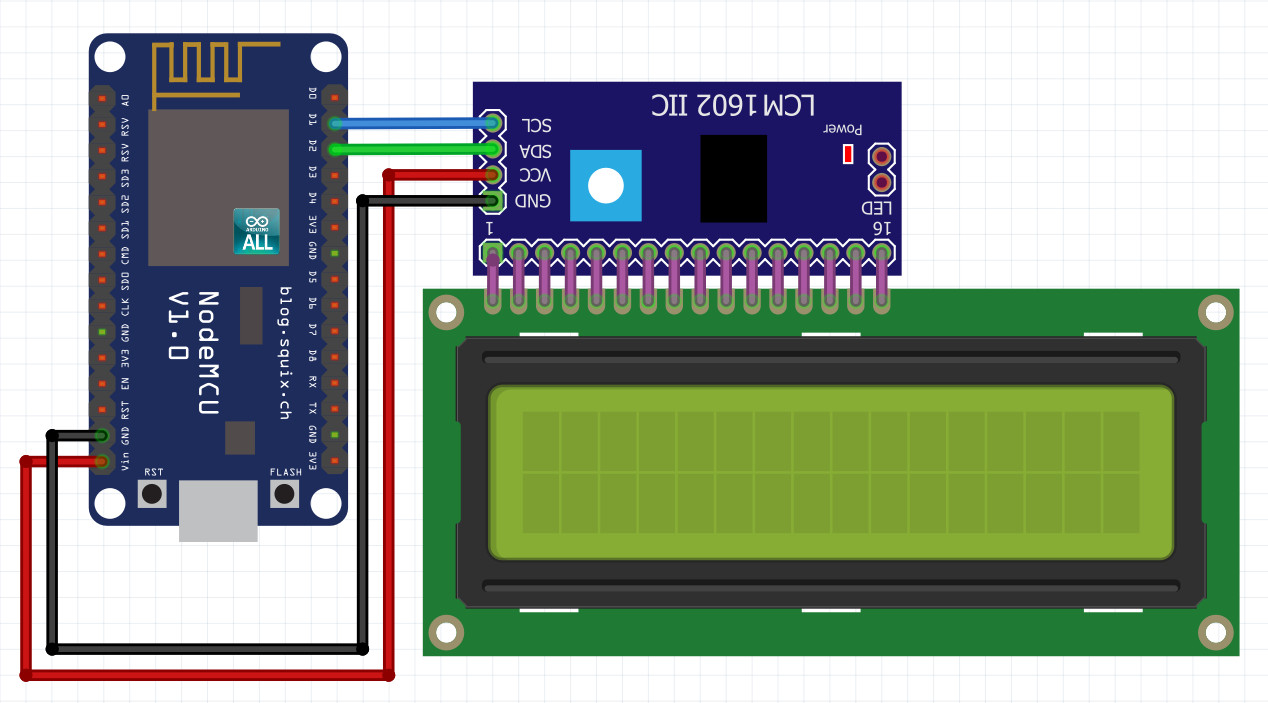 A0
RSV
RSV
SD3
SD2
SD1
CMD
SD0
CLK
GND
3V3
EN
RST
GND
Vin
D0
D1
D2
D3
D4
3V3
GND
D5
D6
D7
D8
RX
TX
GND
3V3
ARDUINO
ALL
NodeMCU
V1.0
blog.squix.ch
RST
FLASH
LCM1602 IIC
SCL
SDA
VCC
GND
1
Power
LED
16